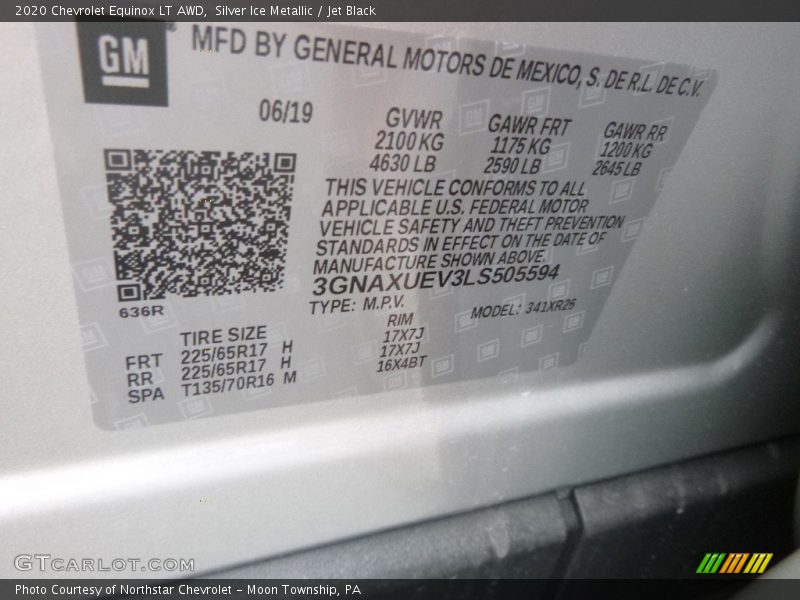 2020 Chevrolet Equinox LT AWD, Silver Ice Metallic / Jet Black
GM
MFD BY GENERAL MOTORS DE MEXICO, S. DE R.L. DE C.V.
06/19
GVWR GAWR FRT GAWR RR
2100 KG 1175 KG 1200 KG
4630 LB 2590 LB 2645 LB
THIS VEHICLE CONFORMS TO ALL
APPLICABLE U.S. FEDERAL MOTOR
VEHICLE SAFETY AND THEFT PREVENTION
STANDARDS IN EFFECT ON THE DATE OF
MANUFACTURE SHOWN ABOVE.
3GNAXUEV3LS505594
636R
TYPE: M.P.V. MODEL: 341XR26
TIRE SIZE RIM
FRT 225/65R17 H 17X7J
RR 225/65R17 H 17X7J
SPA T135/70R16 M 16X4BT
GTCARLOT.COM
Photo Courtesy of Northstar Chevrolet - Moon Township, PA